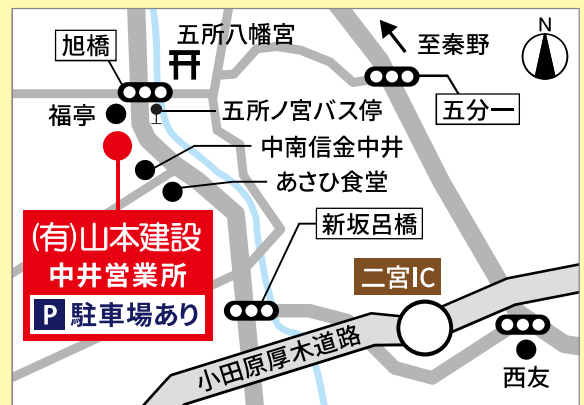 五所八幡宮
N
旭橋
至秦野
福亭
五所ノ宮バス停
五分一
中南信金中井
あさひ食堂
(有)山本建設
中井営業所
P 駐車場あり
新坂呂橋
二宮IC
小田原厚木道路
西友